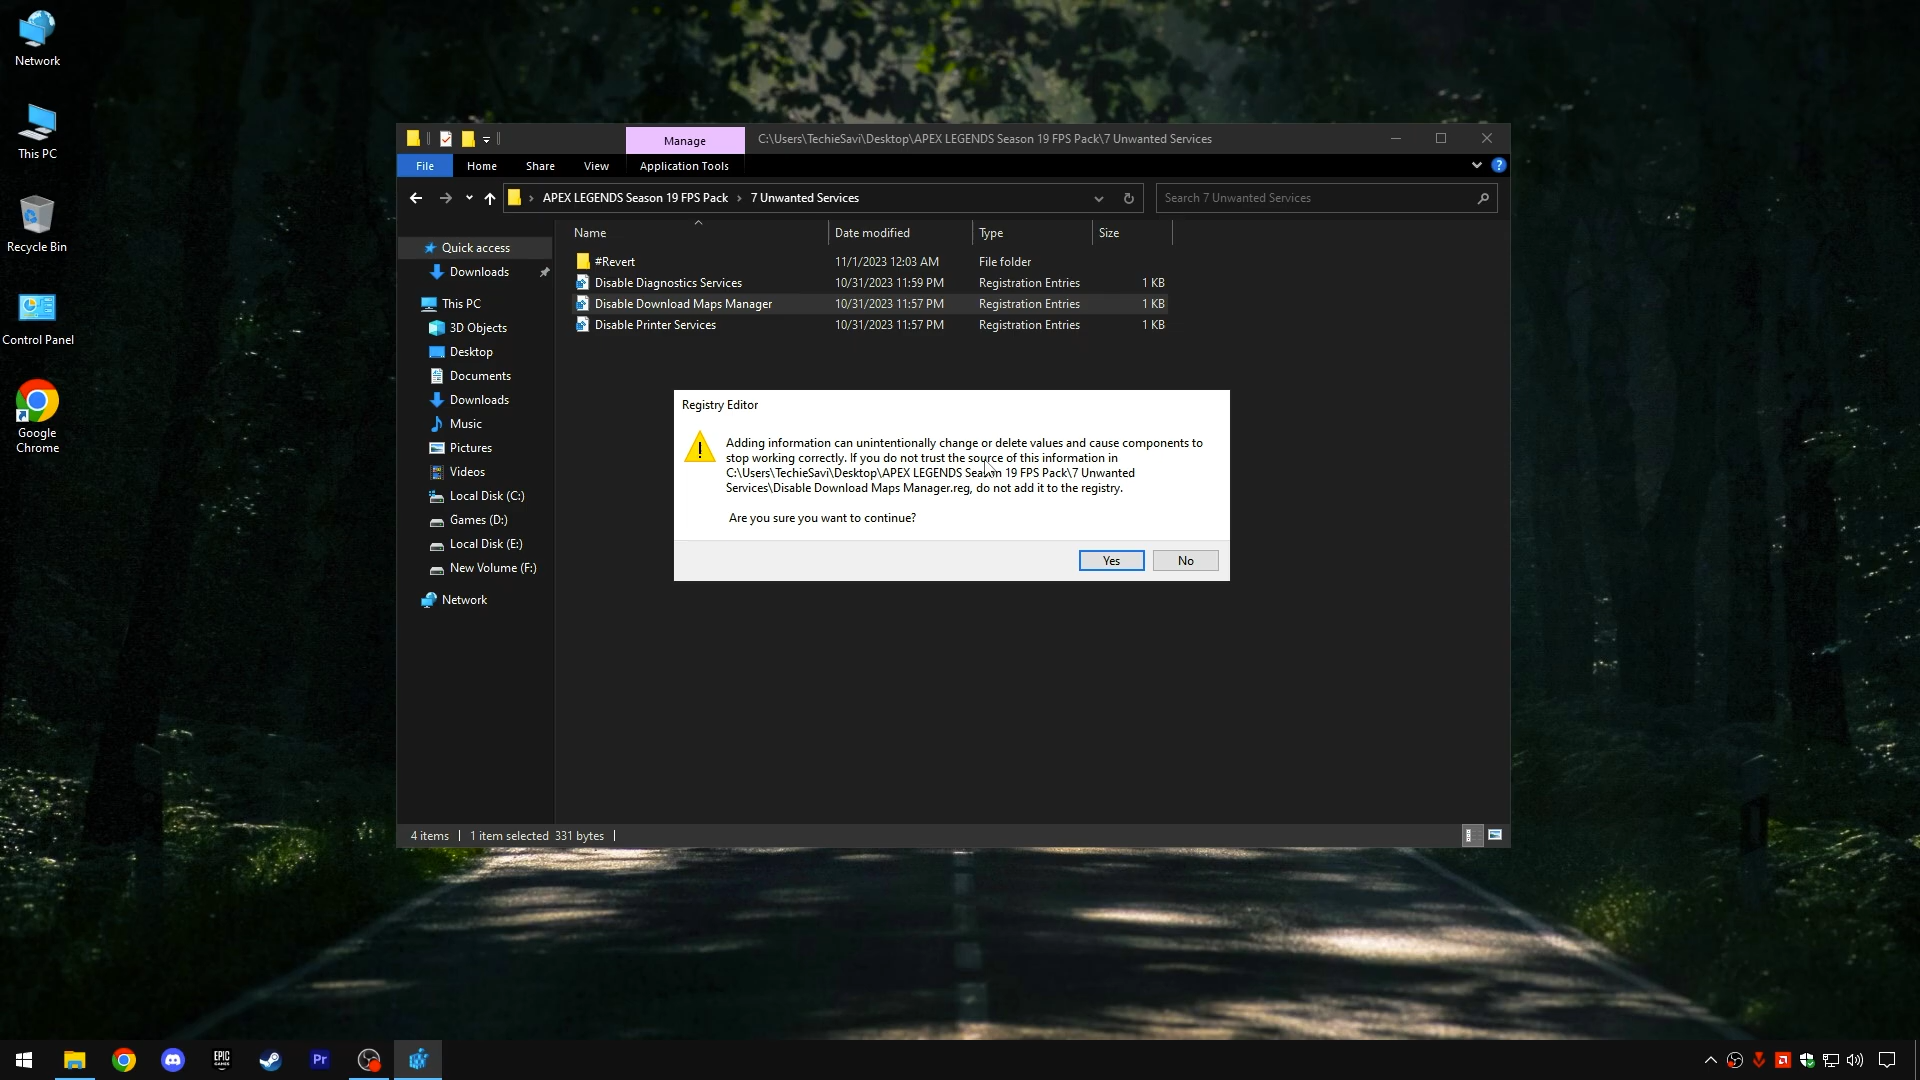 Network
This PC
Recycle Bin
Control Panel
Google
Chrome
Manage
C:\Users\TechieSavi\Desktop\APEX LEGENDS Season 19 FPS Pack\7 Unwanted Services
File
Home
Share
View
Application Tools
APEX LEGENDS Season 19 FPS Pack
7 Unwanted Services
Search 7 Unwanted Services
Name
Date modified
Type
Size
#Revert 11/1/2023 12:03 AM File folder
Disable Diagnostics Services 10/31/2023 11:59 PM Registration Entries 1 KB
Disable Download Maps Manager 10/31/2023 11:57 PM Registration Entries 1 KB
Disable Printer Services 10/31/2023 11:57 PM Registration Entries 1 KB
Quick access
Downloads
This PC
3D Objects
Desktop
Documents
Downloads
Music
Pictures
Videos
Local Disk (C:)
Games (D:)
Local Disk (E:)
New Volume (F:)
Network
Registry Editor
Adding information can unintentionally change or delete values and cause components to
stop working correctly. If you do not trust the source of this information in
C:\Users\TechieSavi\Desktop\APEX LEGENDS Season 19 FPS Pack\7 Unwanted
Services\Disable Download Maps Manager.reg, do not add it to the registry.
Are you sure you want to continue?
Yes
No
4 items
1 item selected 331 bytes
EPIC
GAMES
Pr